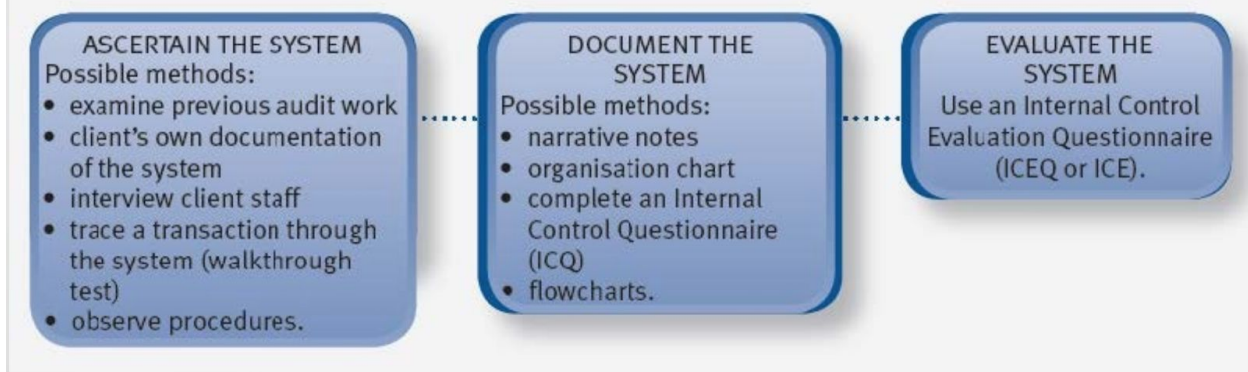 ASCERTAIN THE SYSTEM
Possible methods:
• examine previous audit work
• client's own documentation
of the system
• interview client staff
• trace a transaction through
the system (walkthrough
test)
• observe procedures.
DOCUMENT THE
SYSTEM
Possible methods:
• narrative notes
• organisation chart
• complete an Internal
Control Questionnaire
(ICQ)
• flowcharts.
EVALUATE THE
SYSTEM
Use an Internal Control
Evaluation Questionnaire
(ICEQ or ICE).